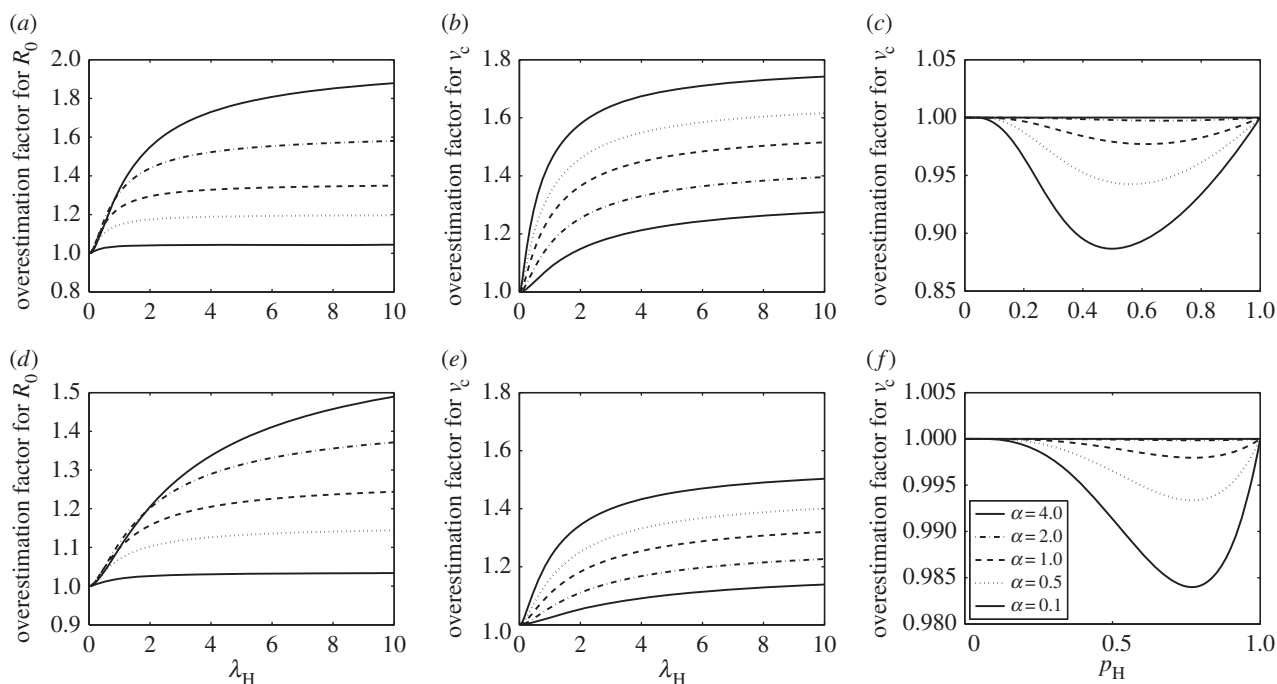 (a)
overestimation factor for R₀
2.0
1.8
1.6
1.4
1.2
1.0
0.8
0 2 4 6 8 10
(b)
overestimation factor for v_c
1.8
1.6
1.4
1.2
1.0
0 2 4 6 8 10
(c)
overestimation factor for v_c
1.05
1.00
0.95
0.90
0.85
0 0.2 0.4 0.6 0.8 1.0
(d)
overestimation factor for R₀
1.5
1.4
1.3
1.2
1.1
1.0
0.9
0 2 4 6 8 10
λ_H
(e)
overestimation factor for v_c
1.8
1.6
1.4
1.2
1.0
0 2 4 6 8 10
λ_H
(f)
overestimation factor for v_c
1.005
1.000
0.995
0.990
0.985
0.980
α = 4.0
α = 2.0
α = 1.0
α = 0.5
α = 0.1
0 0.5 1.0
p_H